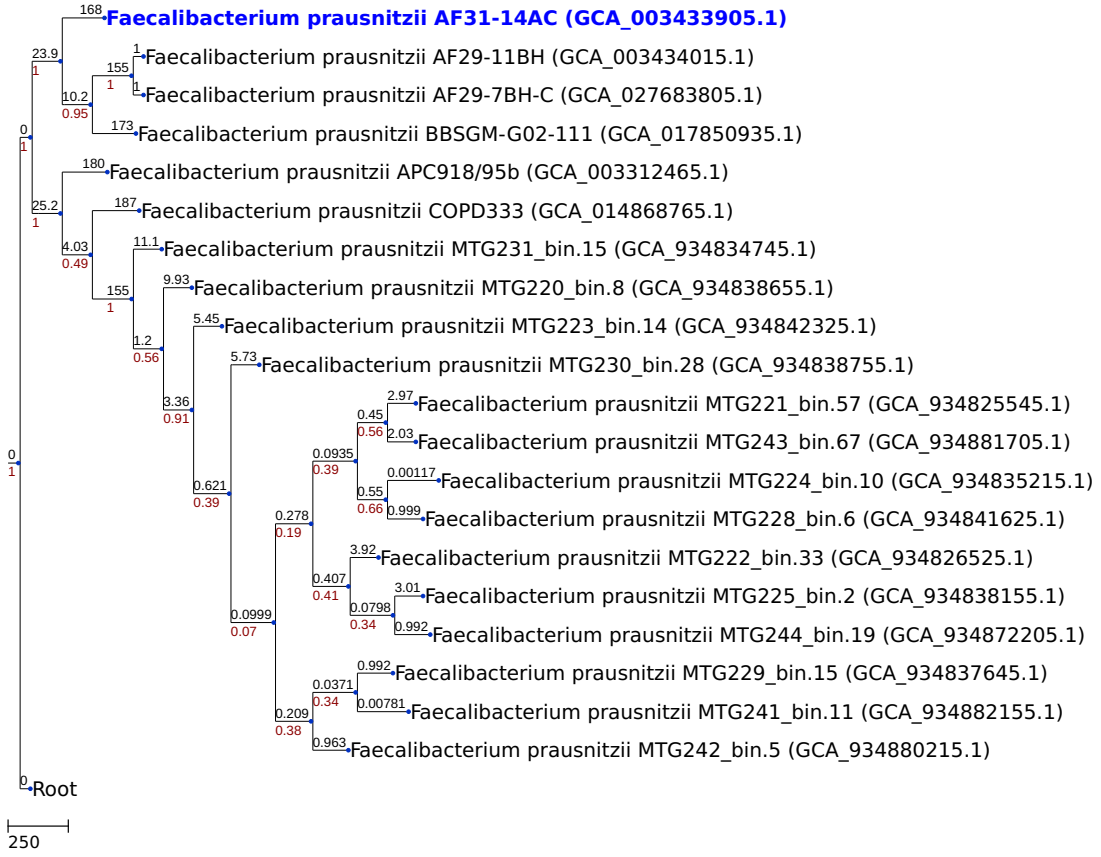 168 Faecalibacterium prausnitzii AF31-14AC (GCA_003433905.1)
23.9 1 Faecalibacterium prausnitzii AF29-11BH (GCA_003434015.1)
1 155
10.2 1 1 Faecalibacterium prausnitzii AF29-7BH-C (GCA_027683805.1)
0.95
0 173 Faecalibacterium prausnitzii BBSGM-G02-111 (GCA_017850935.1)
1
180 Faecalibacterium prausnitzii APC918/95b (GCA_003312465.1)
25.2 187 Faecalibacterium prausnitzii COPD333 (GCA_014868765.1)
1
4.03 11.1 Faecalibacterium prausnitzii MTG231_bin.15 (GCA_934834745.1)
0.49
155 9.93 Faecalibacterium prausnitzii MTG220_bin.8 (GCA_934838655.1)
1
5.45 Faecalibacterium prausnitzii MTG223_bin.14 (GCA_934842325.1)
1.2
0.56 5.73 Faecalibacterium prausnitzii MTG230_bin.28 (GCA_934838755.1)
3.36 2.97 Faecalibacterium prausnitzii MTG221_bin.57 (GCA_934825545.1)
0.91 0.45
0.56 2.03 Faecalibacterium prausnitzii MTG243_bin.67 (GCA_934881705.1)
0 0.0935
1 0.39 0.00117 Faecalibacterium prausnitzii MTG224_bin.10 (GCA_934835215.1)
0.621 0.55
0.39 0.66 0.999 Faecalibacterium prausnitzii MTG228_bin.6 (GCA_934841625.1)
0.278
0.19 3.92 Faecalibacterium prausnitzii MTG222_bin.33 (GCA_934826525.1)
0.407
0.41 3.01 Faecalibacterium prausnitzii MTG225_bin.2 (GCA_934838155.1)
0.0999 0.0798
0.07 0.34 0.992 Faecalibacterium prausnitzii MTG244_bin.19 (GCA_934872205.1)
0.992 Faecalibacterium prausnitzii MTG229_bin.15 (GCA_934837645.1)
0.0371
0.34 0.00781 Faecalibacterium prausnitzii MTG241_bin.11 (GCA_934882155.1)
0.209
0.38 0.963 Faecalibacterium prausnitzii MTG242_bin.5 (GCA_934880215.1)
0 Root
250